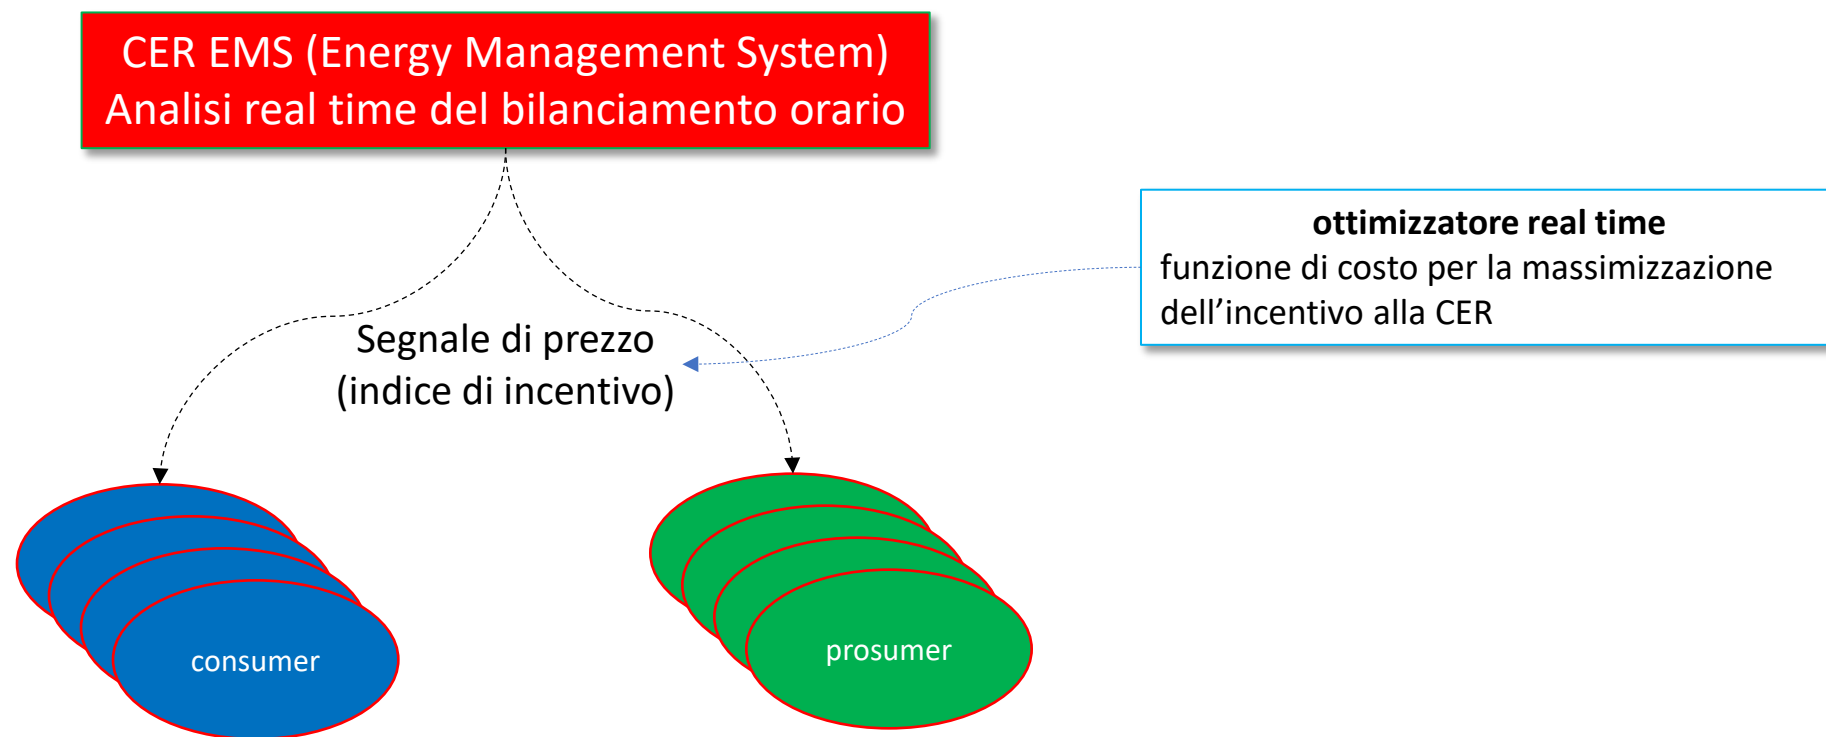 CER EMS (Energy Management System)
Analisi real time del bilanciamento orario
ottimizzatore real time
funzione di costo per la massimizzazione
dell’incentivo alla CER
Segnale di prezzo
(indice di incentivo)
consumer
prosumer